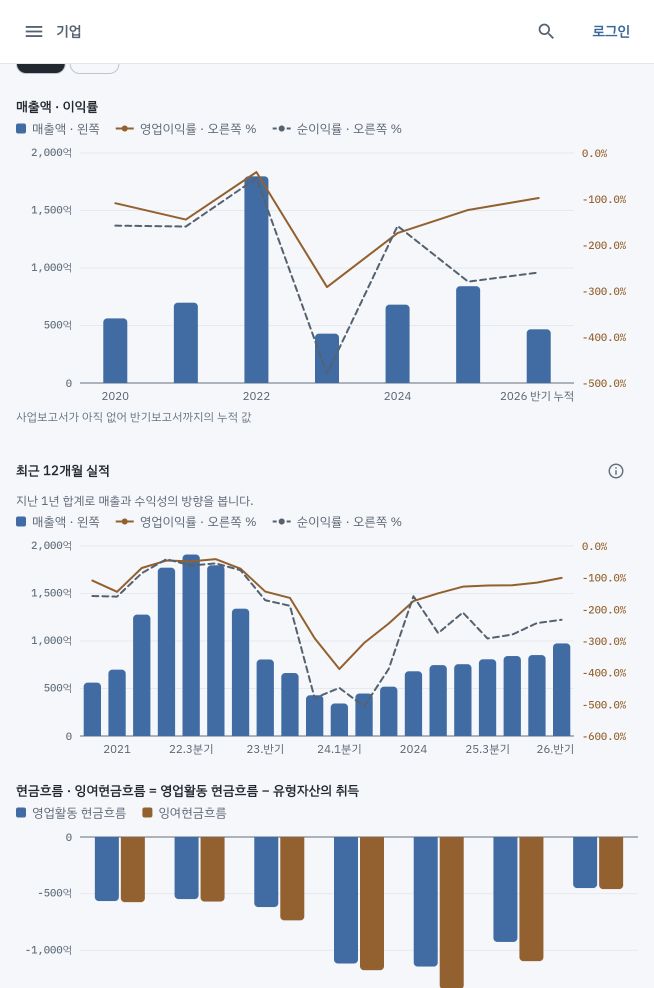 기업
로그인
매출액 · 이익률
매출액 · 왼쪽 영업이익률 · 오른쪽 % 순이익률 · 오른쪽 %
2,000억 0.0%
-100.0%
1,500억
-200.0%
1,000억
-300.0%
500억
-400.0%
0 -500.0%
2020 2022 2024 2026 반기 누적
사업보고서가 아직 없어 반기보고서까지의 누적 값
최근 12개월 실적
지난 1년 합계로 매출과 수익성의 방향을 봅니다.
매출액 · 왼쪽 영업이익률 · 오른쪽 % 순이익률 · 오른쪽 %
2,000억 0.0%
-100.0%
1,500억
-200.0%
1,000억 -300.0%
-400.0%
500억
-500.0%
0 -600.0%
2021 22.3분기 23.반기 24.1분기 2024 25.3분기 26.반기
현금흐름 · 잉여현금흐름 = 영업활동 현금흐름 − 유형자산의 취득
영업활동 현금흐름 잉여현금흐름
0
-500억
-1,000억